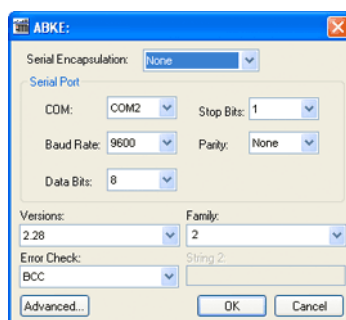 ABKE:
Serial Encapsulation: None
Serial Port
COM: COM2 Stop Bits: 1
Baud Rate: 9600 Parity: None
Data Bits: 8
Versions: Family:
2.28 2
Error Check: String 2:
BCC
Advanced... OK Cancel